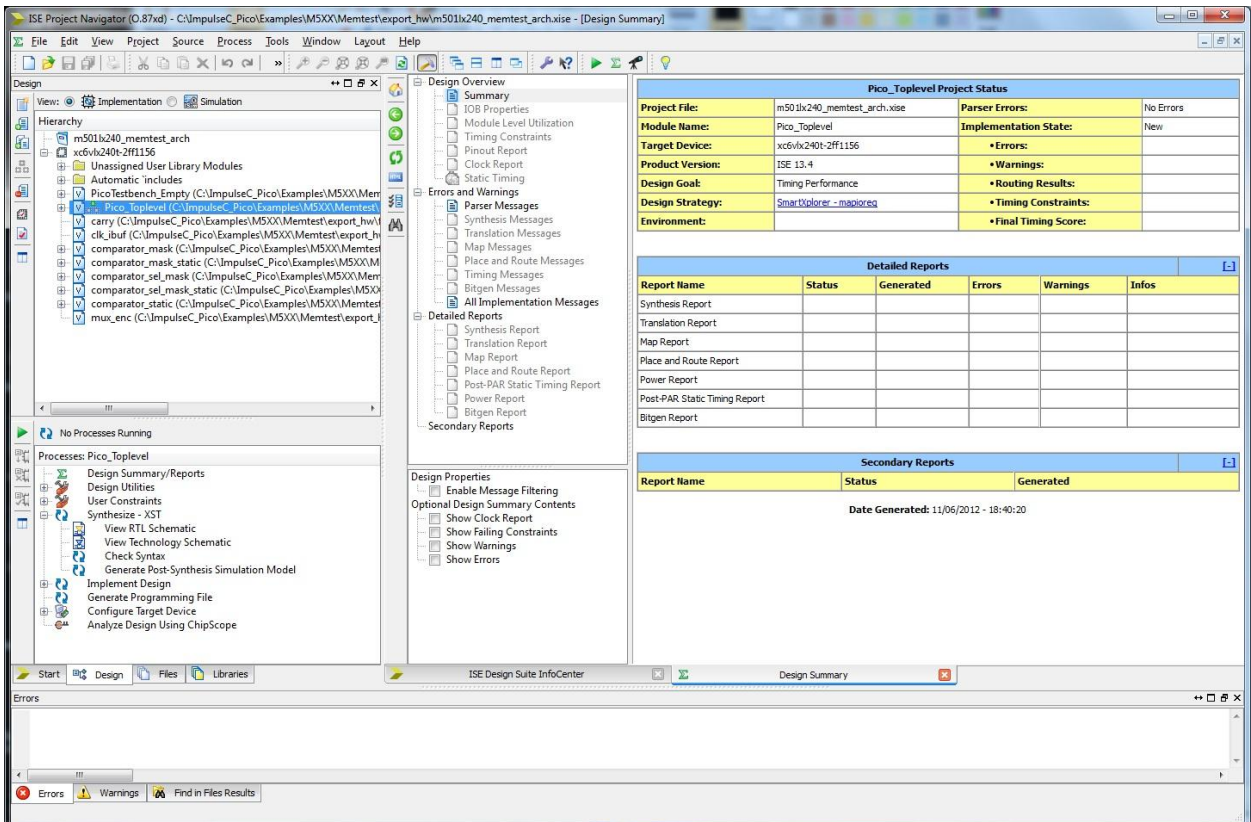 ISE Project Navigator (O.87xd) - C:\ImpulseC_Pico\Examples\M5XX\Memtest\export_hw\m501lx240_memtest_arch.xise - [Design Summary]
File Edit View Project Source Process Tools Window Layout Help
Design
View: Implementation Simulation
Hierarchy
m501lx240_memtest_arch
xc6vlx240t-2ff1156
Unassigned User Library Modules
Automatic `includes
PicoTestbench_Empty (C:\ImpulseC_Pico\Examples\M5XX\Mem
Pico_Toplevel (C:\ImpulseC_Pico\Examples\M5XX\Memtest\
carry (C:\ImpulseC_Pico\Examples\M5XX\Memtest\export_hw\
clk_ibuf (C:\ImpulseC_Pico\Examples\M5XX\Memtest\export_h
comparator_mask (C:\ImpulseC_Pico\Examples\M5XX\Memtest
comparator_mask_static (C:\ImpulseC_Pico\Examples\M5XX\M
comparator_sel_mask (C:\ImpulseC_Pico\Examples\M5XX\Mem
comparator_sel_mask_static (C:\ImpulseC_Pico\Examples\M5XX
comparator_static (C:\ImpulseC_Pico\Examples\M5XX\Memtest
mux_enc (C:\ImpulseC_Pico\Examples\M5XX\Memtest\export_
No Processes Running
Processes: Pico_Toplevel
Design Summary/Reports
Design Utilities
User Constraints
Synthesize - XST
View RTL Schematic
View Technology Schematic
Check Syntax
Generate Post-Synthesis Simulation Model
Implement Design
Generate Programming File
Configure Target Device
Analyze Design Using ChipScope
Start Design Files Libraries
Design Overview
Summary
IOB Properties
Module Level Utilization
Timing Constraints
Pinout Report
Clock Report
Static Timing
Errors and Warnings
Parser Messages
Synthesis Messages
Translation Messages
Map Messages
Place and Route Messages
Timing Messages
Bitgen Messages
All Implementation Messages
Detailed Reports
Synthesis Report
Translation Report
Map Report
Place and Route Report
Post-PAR Static Timing Report
Power Report
Bitgen Report
Secondary Reports
Design Properties
Enable Message Filtering
Optional Design Summary Contents
Show Clock Report
Show Failing Constraints
Show Warnings
Show Errors
Pico_Toplevel Project Status
Project File: m501lx240_memtest_arch.xise Parser Errors: No Errors
Module Name: Pico_Toplevel Implementation State: New
Target Device: xc6vlx240t-2ff1156 •Errors:
Product Version: ISE 13.4 •Warnings:
Design Goal: Timing Performance •Routing Results:
Design Strategy: SmartXplorer - mapioreg •Timing Constraints:
Environment: •Final Timing Score:
Detailed Reports [-]
Report Name Status Generated Errors Warnings Infos
Synthesis Report
Translation Report
Map Report
Place and Route Report
Power Report
Post-PAR Static Timing Report
Bitgen Report
Secondary Reports [-]
Report Name Status Generated
Date Generated: 11/06/2012 - 18:40:20
ISE Design Suite InfoCenter Design Summary
Errors
Errors Warnings Find in Files Results